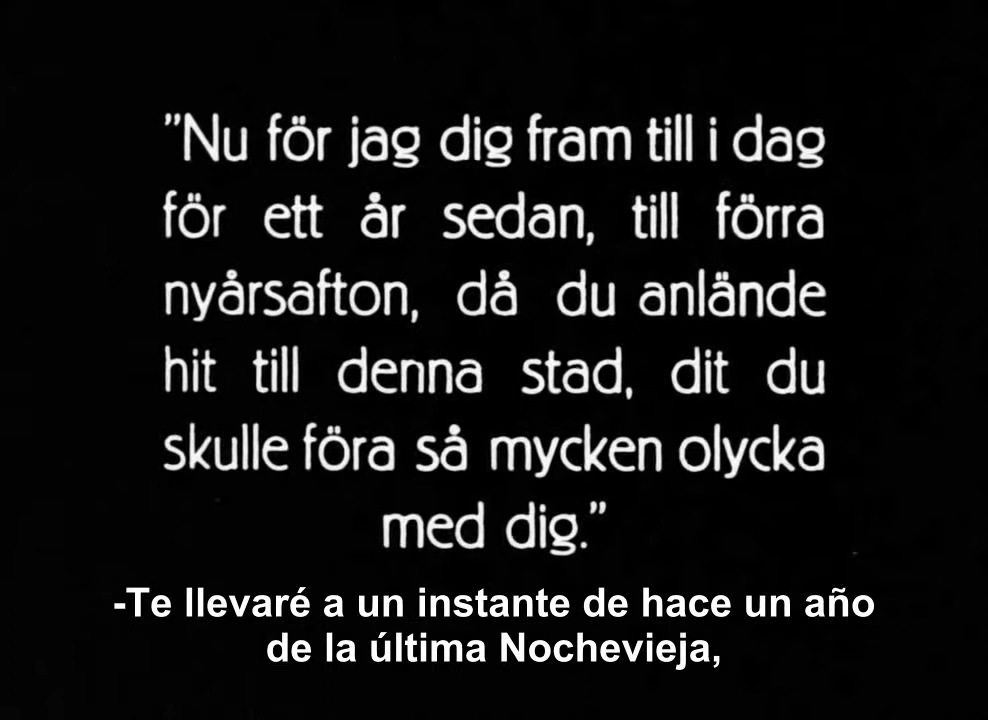 "Nu för jag dig fram till i dag
för ett år sedan, till förra
nyårsafton, då du anlände
hit till denna stad, dit du
skulle föra så mycken olycka
med dig."
-Te llevaré a un instante de hace un año
de la última Nochevieja,